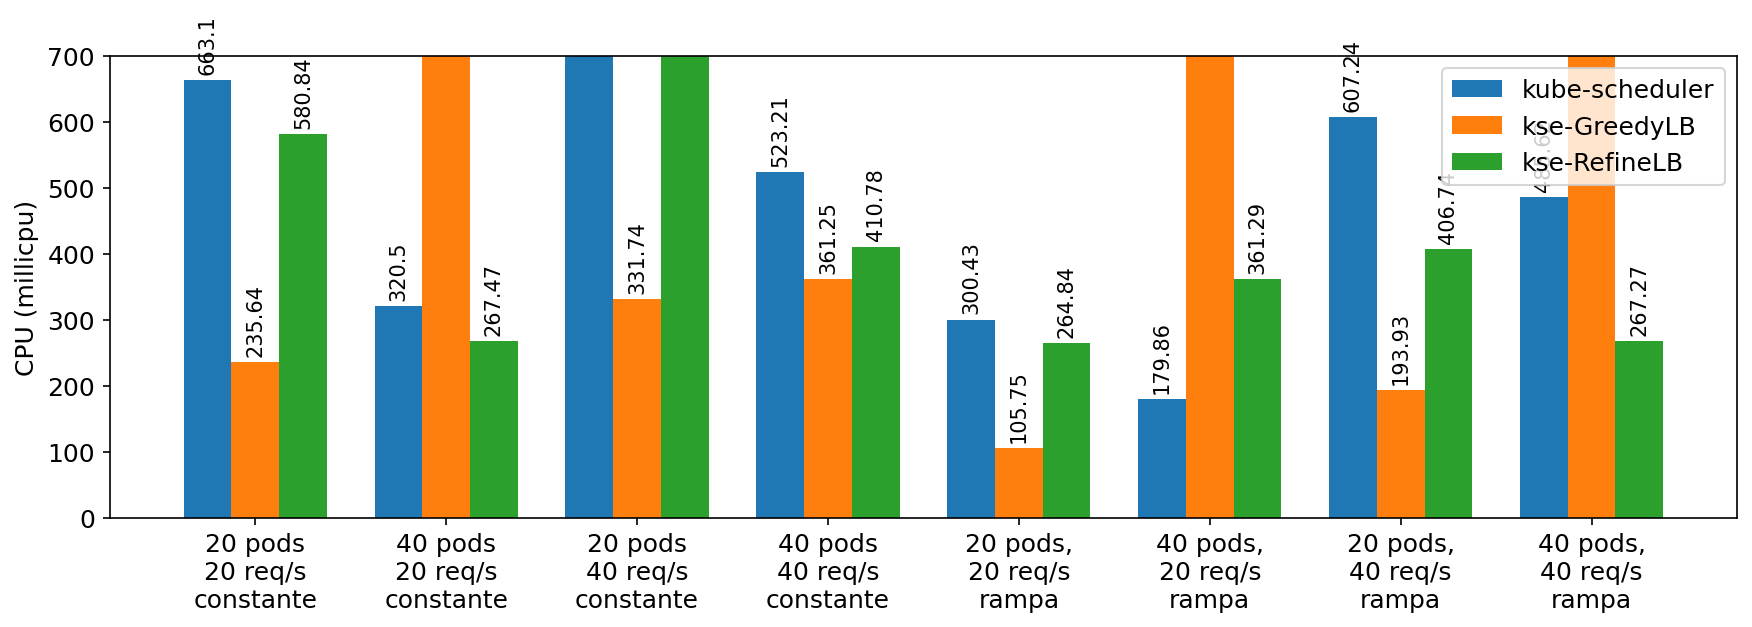 663.1
580.84
235.64
320.5
267.47
331.74
523.21
361.25
410.78
300.43
105.75
264.84
179.86
361.29
607.24
193.93
406.74
267.27
kube-scheduler
kse-GreedyLB
kse-RefineLB
CPU (millicpu)
700
600
500
400
300
200
100
0
20 pods
20 req/s
constante
40 pods
20 req/s
constante
20 pods
40 req/s
constante
40 pods
40 req/s
constante
20 pods,
20 req/s
rampa
40 pods,
20 req/s
rampa
20 pods,
40 req/s
rampa
40 pods,
40 req/s
rampa